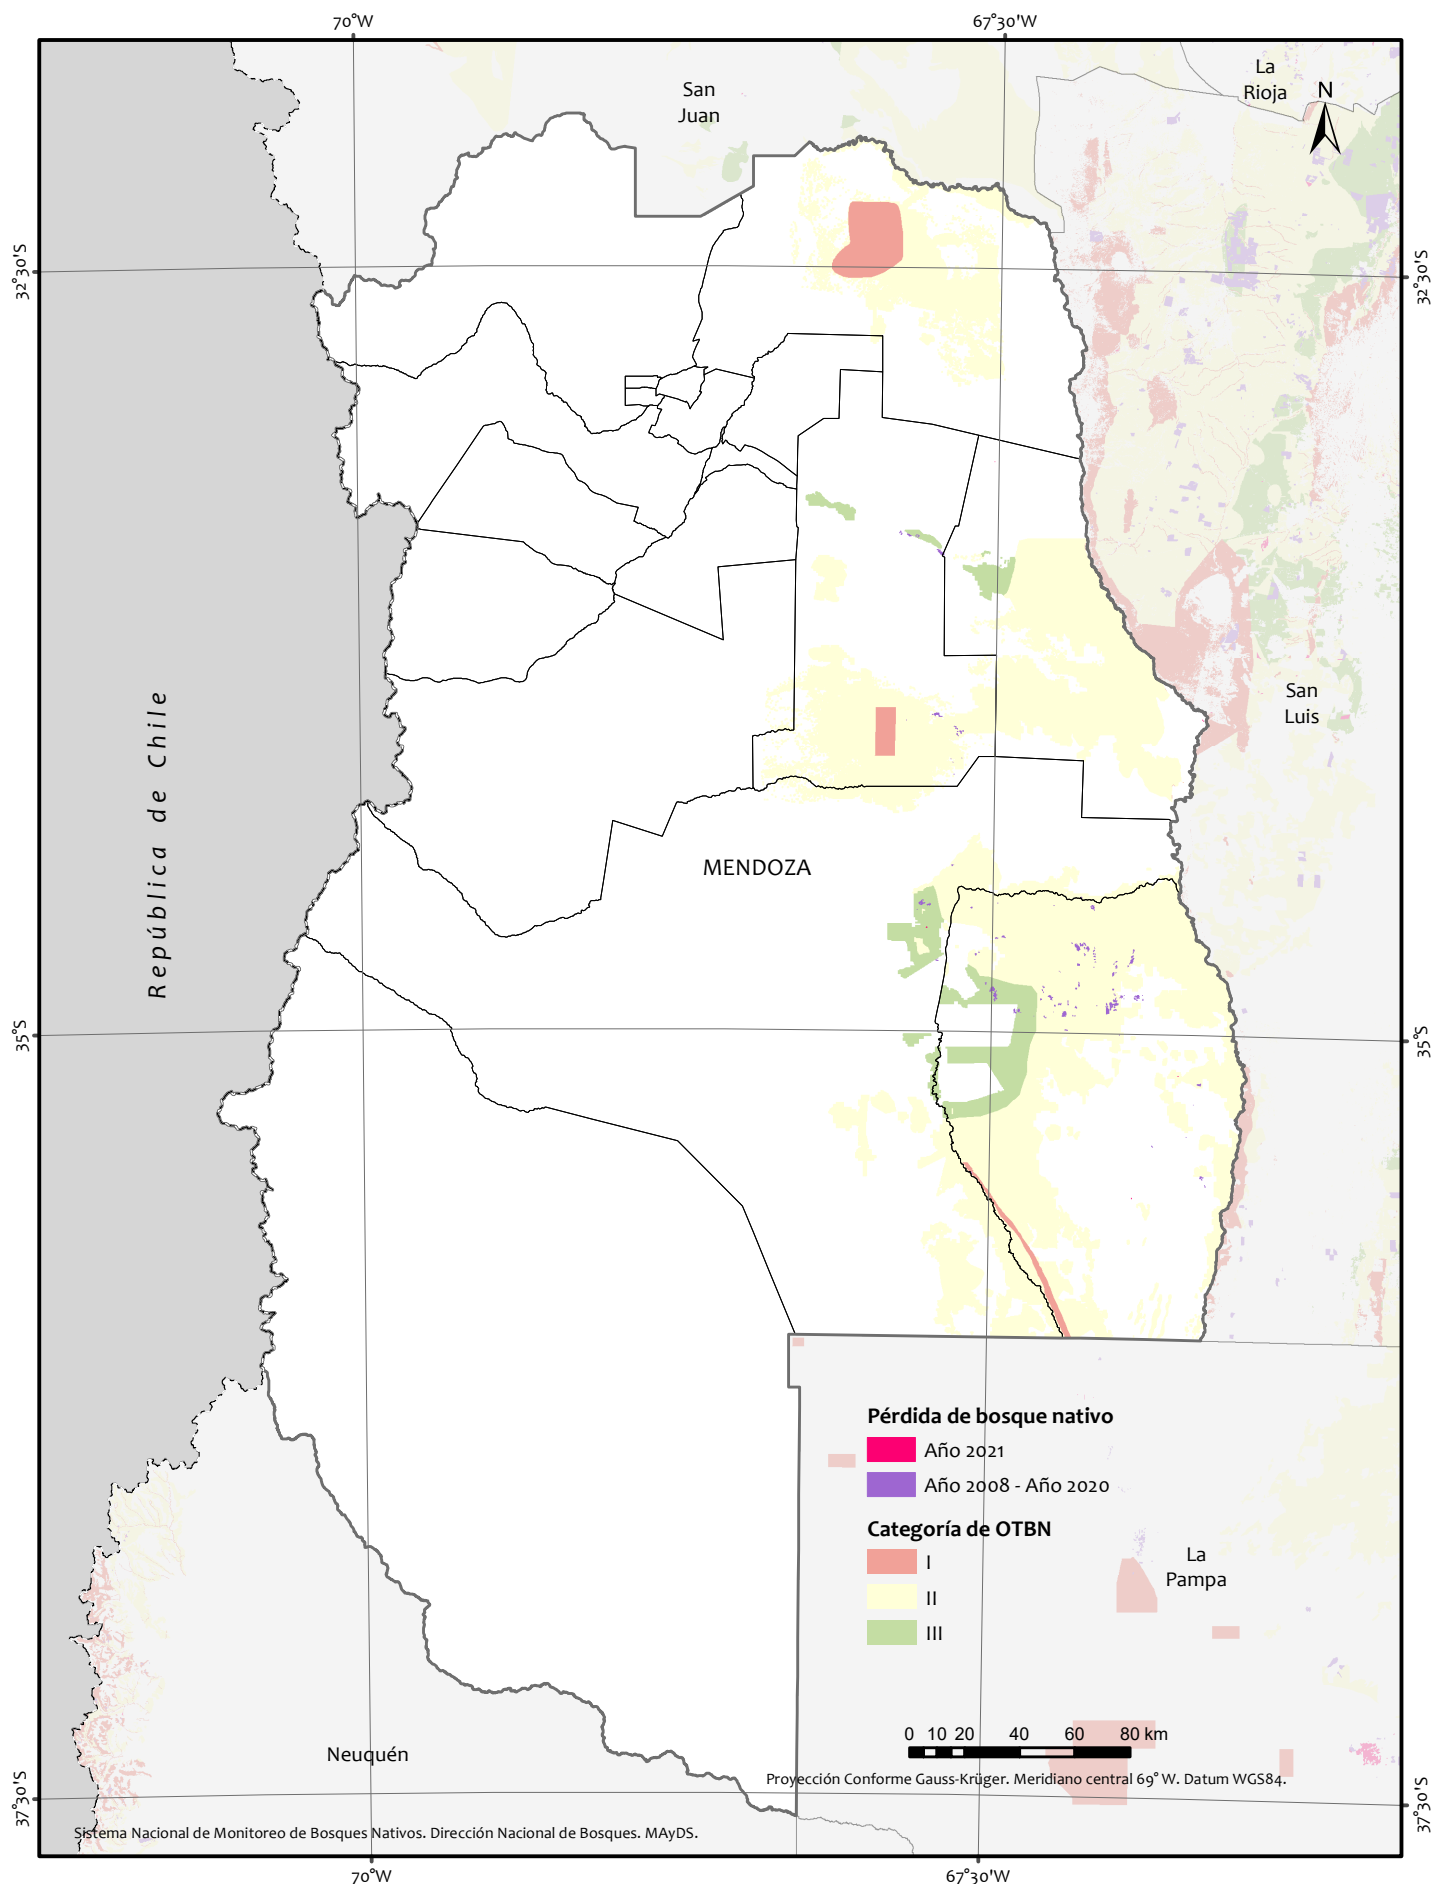 70°W
67°30'W
San
Juan
La
Rioja
N
32°30'S
32°30'S
República de Chile
San
Luis
MENDOZA
35°S
35°S
Pérdida de bosque nativo
Año 2021
Año 2008 - Año 2020
Categoría de OTBN
I
II
III
La
Pampa
0 10 20 40 60 80 km
Neuquén
Proyección Conforme Gauss-Krüger. Meridiano central 69° W. Datum WGS84.
37°30'S
37°30'S
Sistema Nacional de Monitoreo de Bosques Nativos. Dirección Nacional de Bosques. MAyDS.
70°W
67°30'W